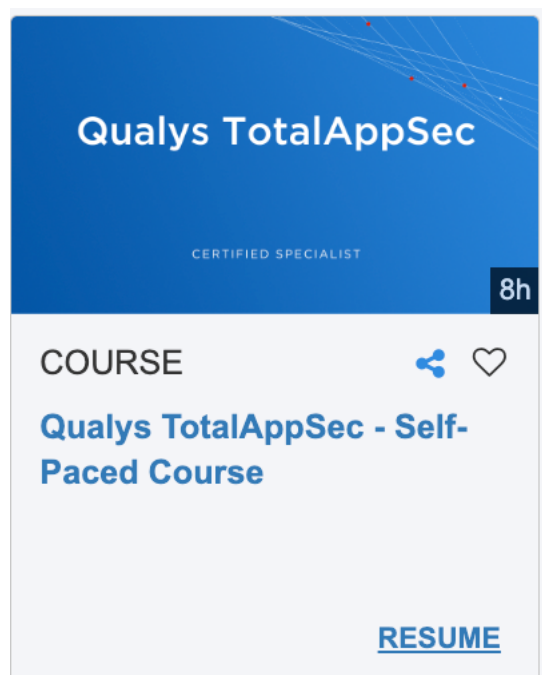 Qualys TotalAppSec
CERTIFIED SPECIALIST
8h
COURSE
Qualys TotalAppSec - Self-
Paced Course
RESUME